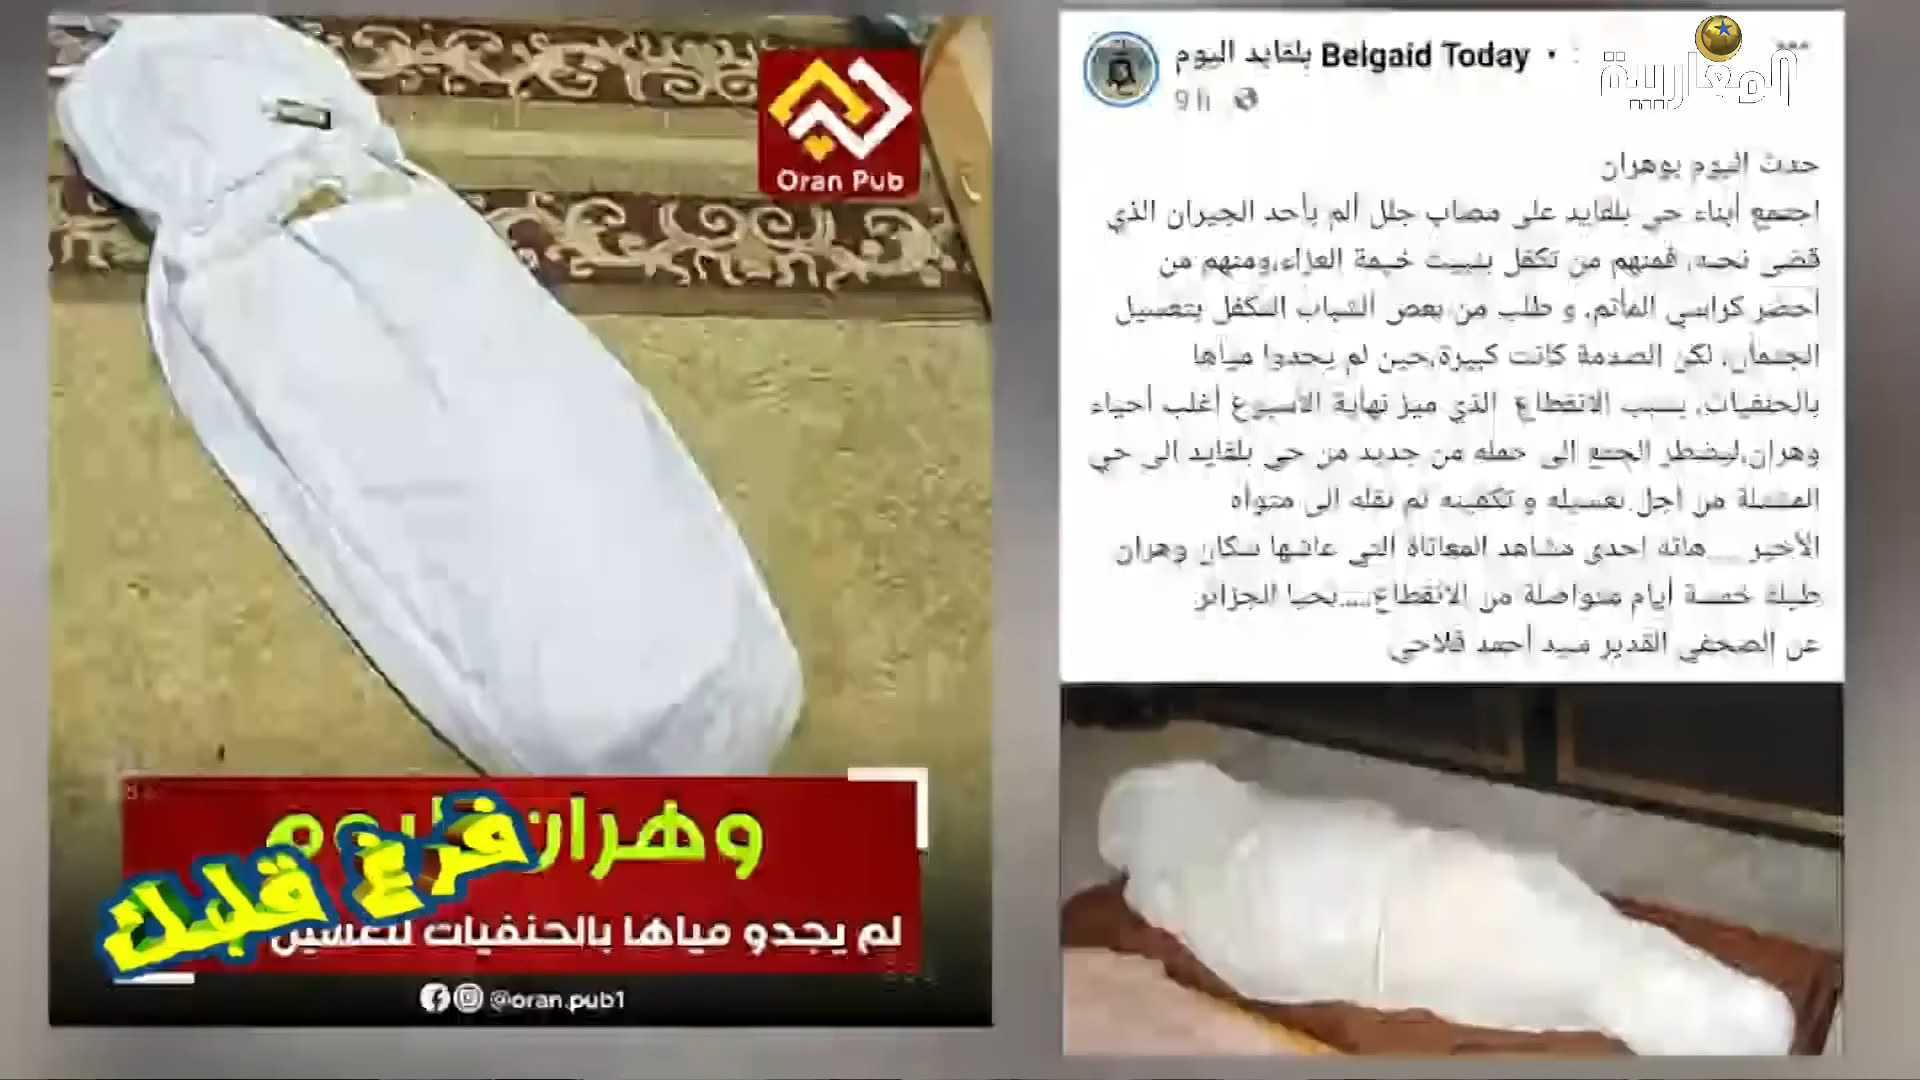 Oran Pub
وهران
فرغ قلبك
لم يجدو مياها بالحنفيات لتغسيل
@oran.pub1
بلقايد اليوم Belgaid Today
9 h
المغاربية
حدث اليوم بوهران
اجتمع أبناء حي بلقايد على مصاب جلل ألم بأحد الجيران الذي
قضى نحبه، فمنهم من تكفل بتثبيت خيمة العزاء،ومنهم من
أحضر كراسي المأتم، و طلب من بعض الشباب التكفل بتغسيل
الجثمان، لكن الصدمة كانت كبيرة،حين لم يجدوا مياها
بالحنفيات، بسبب الانقطاع الذي ميز نهاية الأسبوع أغلب أحياء
وهران،ليضطر الجمع الى حمله من جديد من حي بلقايد الى حي
من أجل تغسيله و تكفينه ثم نقله الى مثواه
الأخير ....هاته احدى مشاهد المعاناة التي عاشها سكان وهران
طيلة خمسة أيام متواصلة من الانقطاع....يحيا الجزائر
عن الصحفي القدير سيد أحمد فلاحي